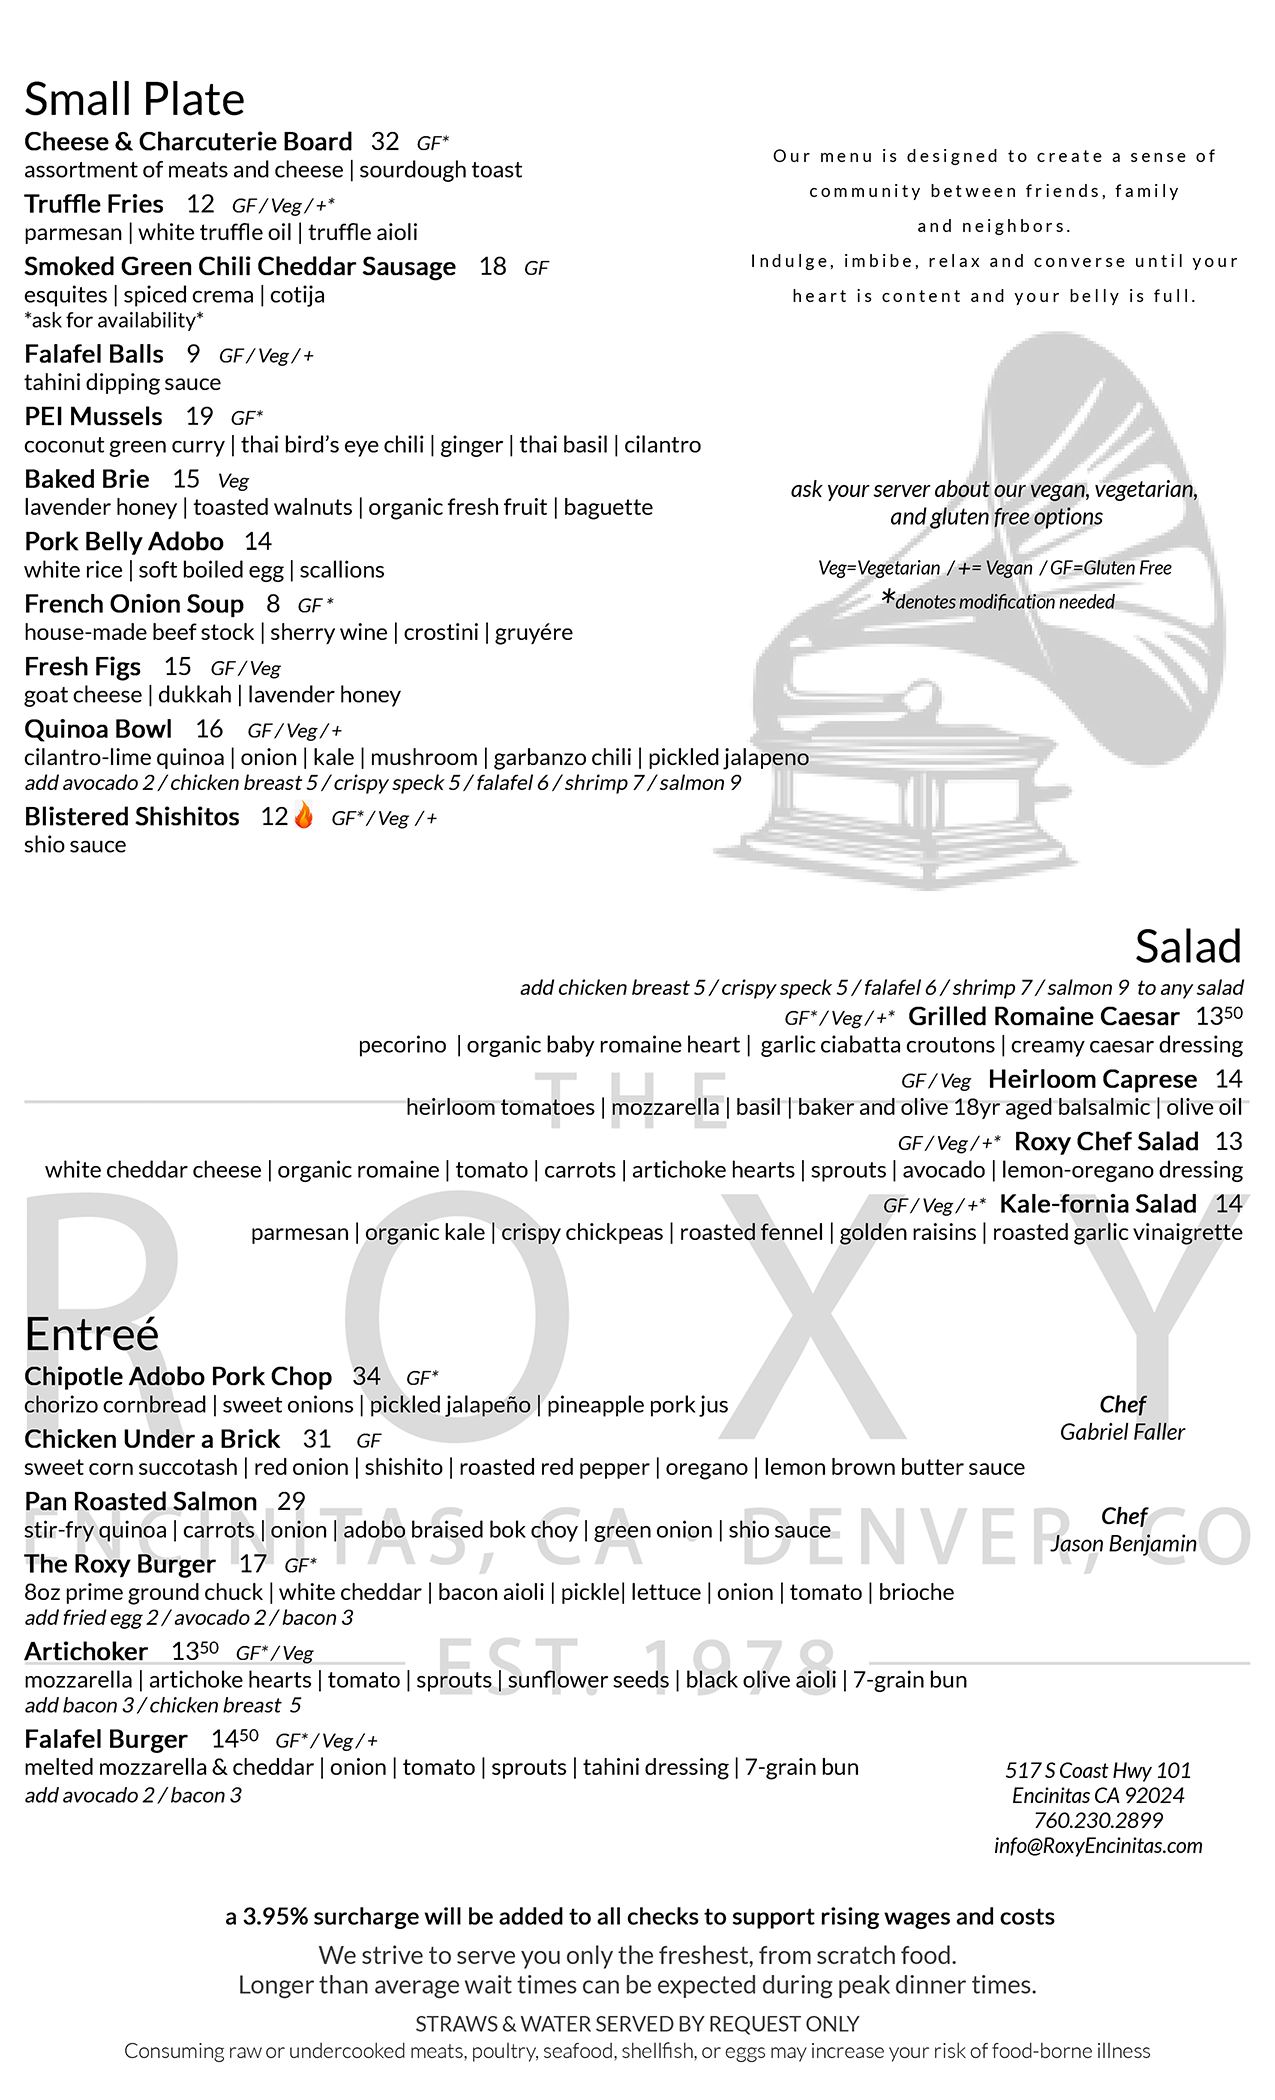 Small Plate
Cheese & Charcuterie Board 32 GF*
assortment of meats and cheese | sourdough toast
Truffle Fries 12 GF / Veg / +*
parmesan | white truffle oil | truffle aioli
Smoked Green Chili Cheddar Sausage 18 GF
esquites | spiced crema | cotija
*ask for availability*
Falafel Balls 9 GF / Veg / +
tahini dipping sauce
PEI Mussels 19 GF*
coconut green curry | thai bird's eye chili | ginger | thai basil | cilantro
Baked Brie 15 Veg
lavender honey | toasted walnuts | organic fresh fruit | baguette
Pork Belly Adobo 14
white rice | soft boiled egg | scallions
French Onion Soup 8 GF *
house-made beef stock | sherry wine | crostini | gruyére
Fresh Figs 15 GF / Veg
goat cheese | dukkah | lavender honey
Quinoa Bowl 16 GF / Veg / +
cilantro-lime quinoa | onion | kale | mushroom | garbanzo chili | pickled jalapeno
add avocado 2 / chicken breast 5 / crispy speck 5 / falafel 6 / shrimp 7 / salmon 9
Blistered Shishitos 12🔥 GF* / Veg / +
shio sauce
Our menu is designed to create a sense of
community between friends, family
and neighbors.
Indulge, imbibe, relax and converse until your
heart is content and your belly is full.
ask your server about our vegan, vegetarian,
and gluten free options
Veg=Vegetarian / += Vegan / GF=Gluten Free
*denotes modification needed
Salad
add chicken breast 5 / crispy speck 5 / falafel 6 / shrimp 7 / salmon 9 to any salad
GF* / Veg / +* Grilled Romaine Caesar 13⁵⁰
pecorino | organic baby romaine heart | garlic ciabatta croutons | creamy caesar dressing
GF / Veg Heirloom Caprese 14
heirloom tomatoes | mozzarella | basil | baker and olive 18yr aged balsalmic | olive oil
GF / Veg / +* Roxy Chef Salad 13
white cheddar cheese | organic romaine | tomato | carrots | artichoke hearts | sprouts | avocado | lemon-oregano dressing
GF / Veg / +* Kale-fornia Salad 14
parmesan | organic kale | crispy chickpeas | roasted fennel | golden raisins | roasted garlic vinaigrette
THE
ROXY
ENCINITAS, CA · DENVER, CO
EST. 1978
Entreé
Chipotle Adobo Pork Chop 34 GF*
chorizo cornbread | sweet onions | pickled jalapeño | pineapple pork jus
Chicken Under a Brick 31 GF
sweet corn succotash | red onion | shishito | roasted red pepper | oregano | lemon brown butter sauce
Pan Roasted Salmon 29
stir-fry quinoa | carrots | onion | adobo braised bok choy | green onion | shio sauce
The Roxy Burger 17 GF*
8oz prime ground chuck | white cheddar | bacon aioli | pickle| lettuce | onion | tomato | brioche
add fried egg 2 / avocado 2 / bacon 3
Artichoker 13⁵⁰ GF* / Veg
mozzarella | artichoke hearts | tomato | sprouts | sunflower seeds | black olive aioli | 7-grain bun
add bacon 3 / chicken breast 5
Falafel Burger 14⁵⁰ GF* / Veg / +
melted mozzarella & cheddar | onion | tomato | sprouts | tahini dressing | 7-grain bun
add avocado 2 / bacon 3
Chef
Gabriel Faller
Chef
Jason Benjamin
517 S Coast Hwy 101
Encinitas CA 92024
760.230.2899
info@RoxyEncinitas.com
a 3.95% surcharge will be added to all checks to support rising wages and costs
We strive to serve you only the freshest, from scratch food.
Longer than average wait times can be expected during peak dinner times.
STRAWS & WATER SERVED BY REQUEST ONLY
Consuming raw or undercooked meats, poultry, seafood, shellfish, or eggs may increase your risk of food-borne illness